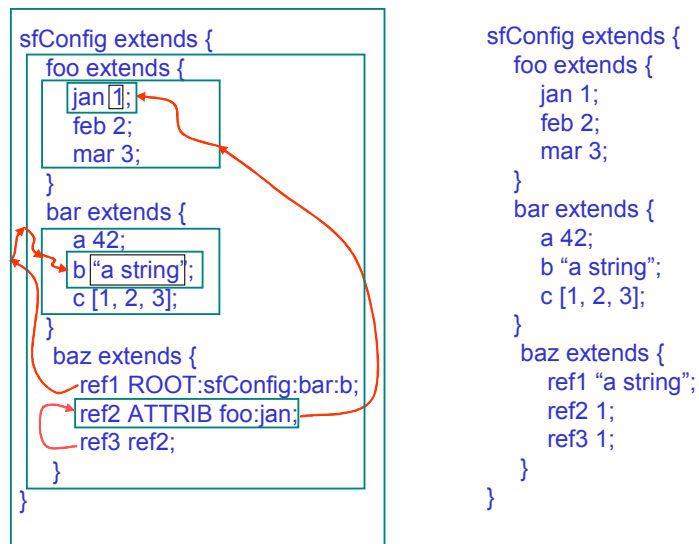 sfConfig extends {
foo extends {
jan 1;
feb 2;
mar 3;
}
bar extends {
a 42;
b “a string”;
c [1, 2, 3];
}
baz extends {
ref1 ROOT:sfConfig:bar:b;
ref2 ATTRIB foo:jan;
ref3 ref2;
}
}
sfConfig extends {
foo extends {
jan 1;
feb 2;
mar 3;
}
bar extends {
a 42;
b “a string”;
c [1, 2, 3];
}
baz extends {
ref1 “a string”;
ref2 1;
ref3 1;
}
}